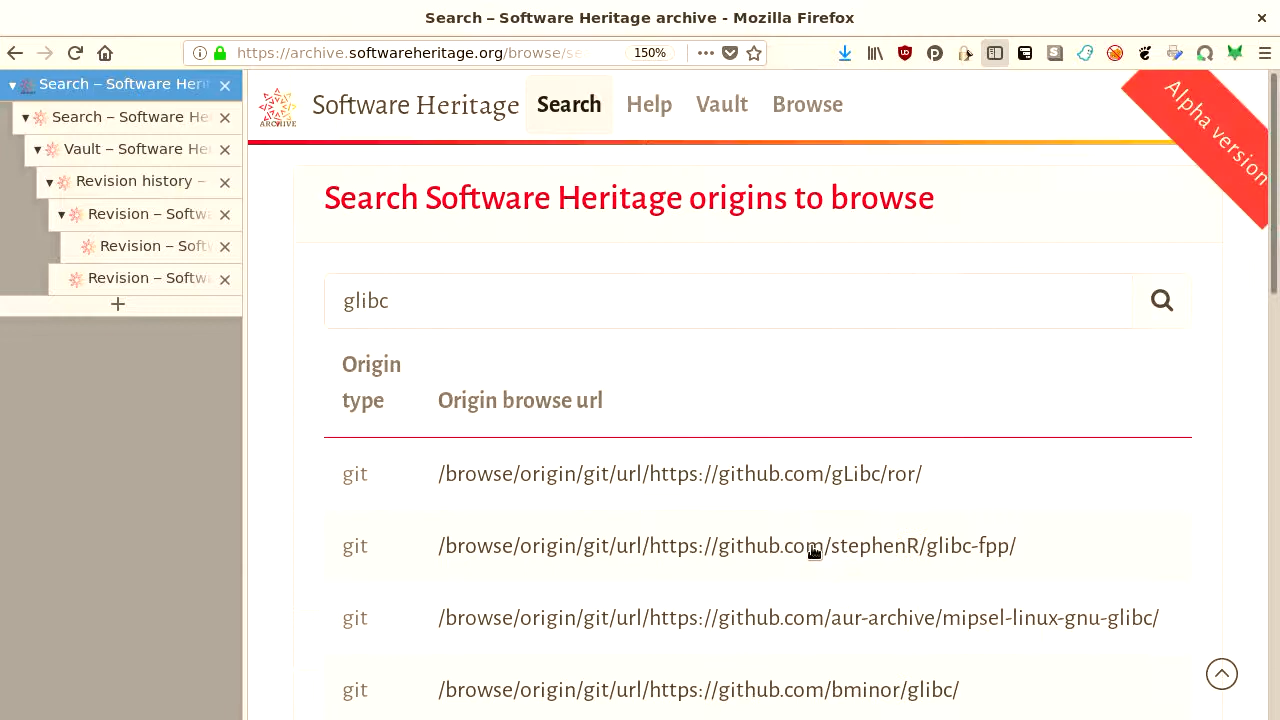 Search – Software Heritage archive - Mozilla Firefox
https://archive.softwareheritage.org/browse/se
150%
Search – Software Heri
Search – Software He
Vault – Software He
Revision history –
Revision – Softw
Revision – Soft
Revision – Softw
ARCHIVE
Software Heritage
Search
Help
Vault
Browse
Alpha version
Search Software Heritage origins to browse
glibc
Origin type
Origin browse url
git /browse/origin/git/url/https://github.com/gLibc/ror/
git /browse/origin/git/url/https://github.com/stephenR/glibc-fpp/
git /browse/origin/git/url/https://github.com/aur-archive/mipsel-linux-gnu-glibc/
git /browse/origin/git/url/https://github.com/bminor/glibc/